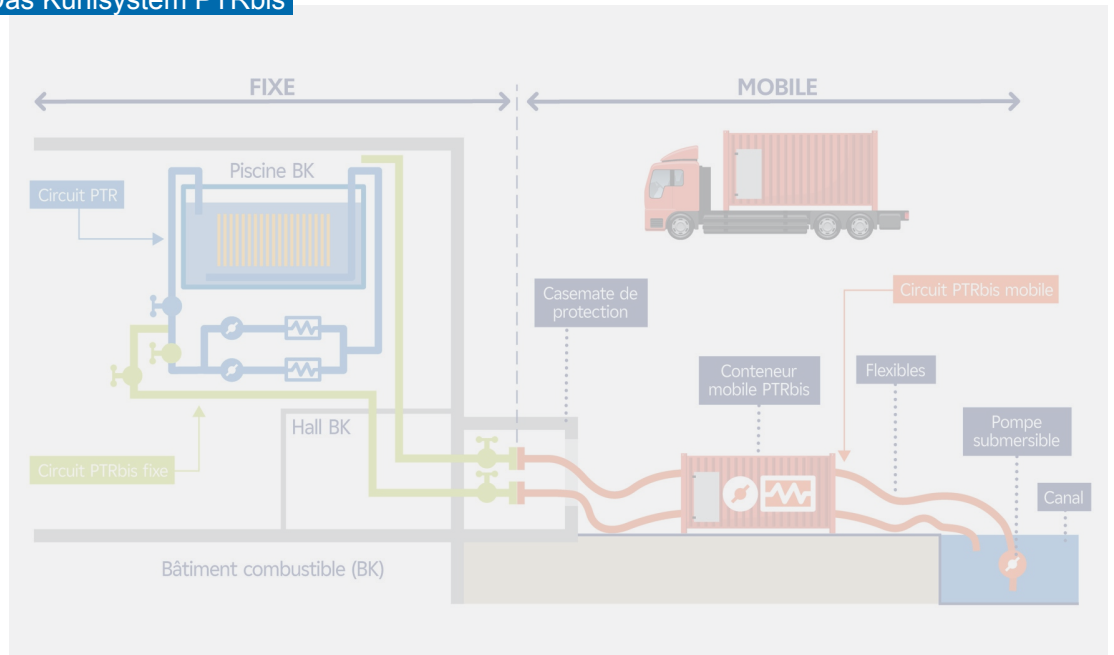 Das Kühlsystem PTRbis
FIXE
MOBILE
Piscine BK
Circuit PTR
Casemate de
protection
Circuit PTRbis mobile
Conteneur
mobile PTRbis
Flexibles
Hall BK
Pompe
submersible
Circuit PTRbis fixe
Canal
Bâtiment combustible (BK)